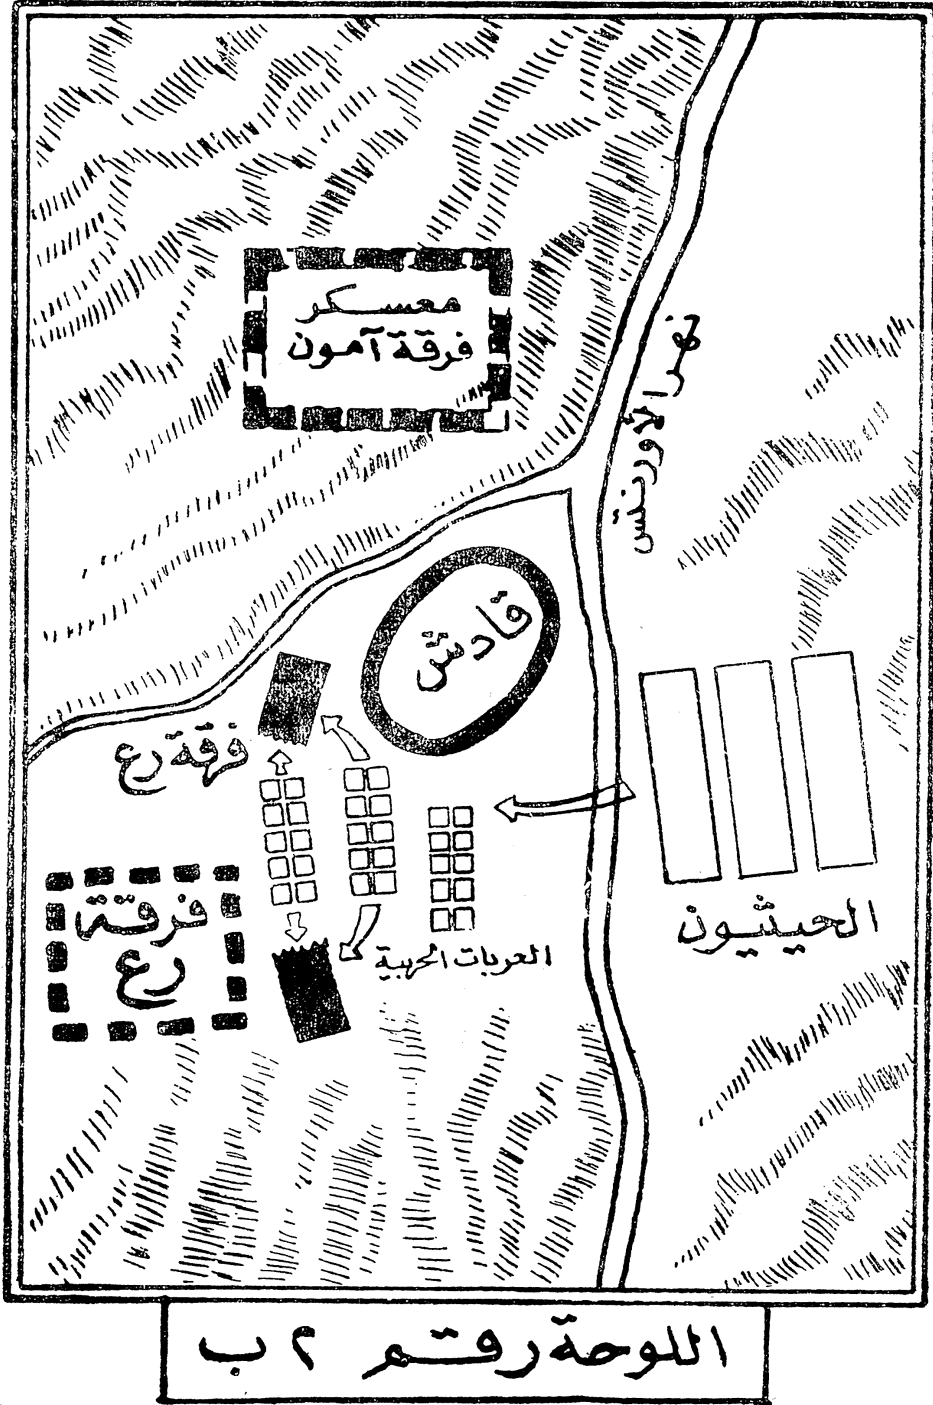 معسكر
فرقة آمون
نهر الأورنتس
قادش
فرقة رع
فرقة
رع
العربات الحربية
الحيثيون
اللوحة رقم ٢ ب